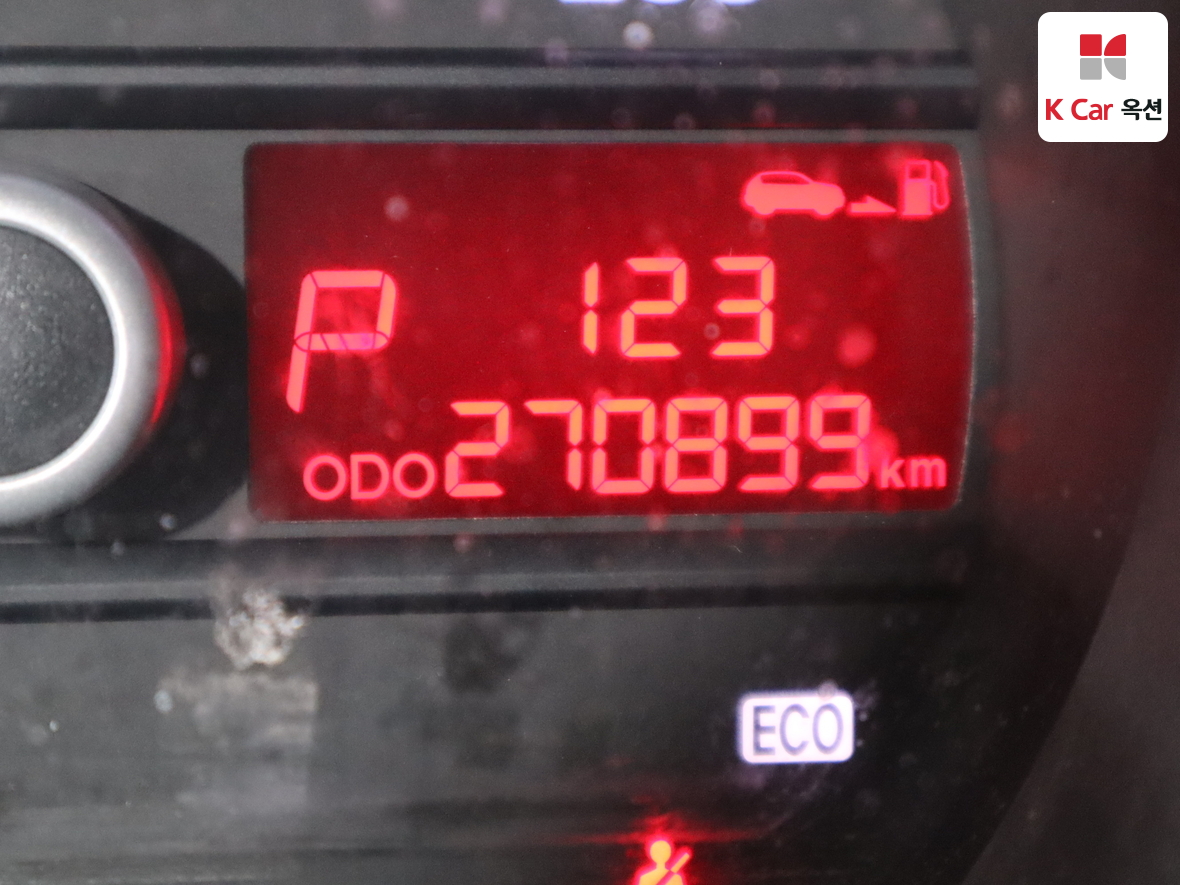 K Car 옥션
P 123
ODO 270899 km
ECO